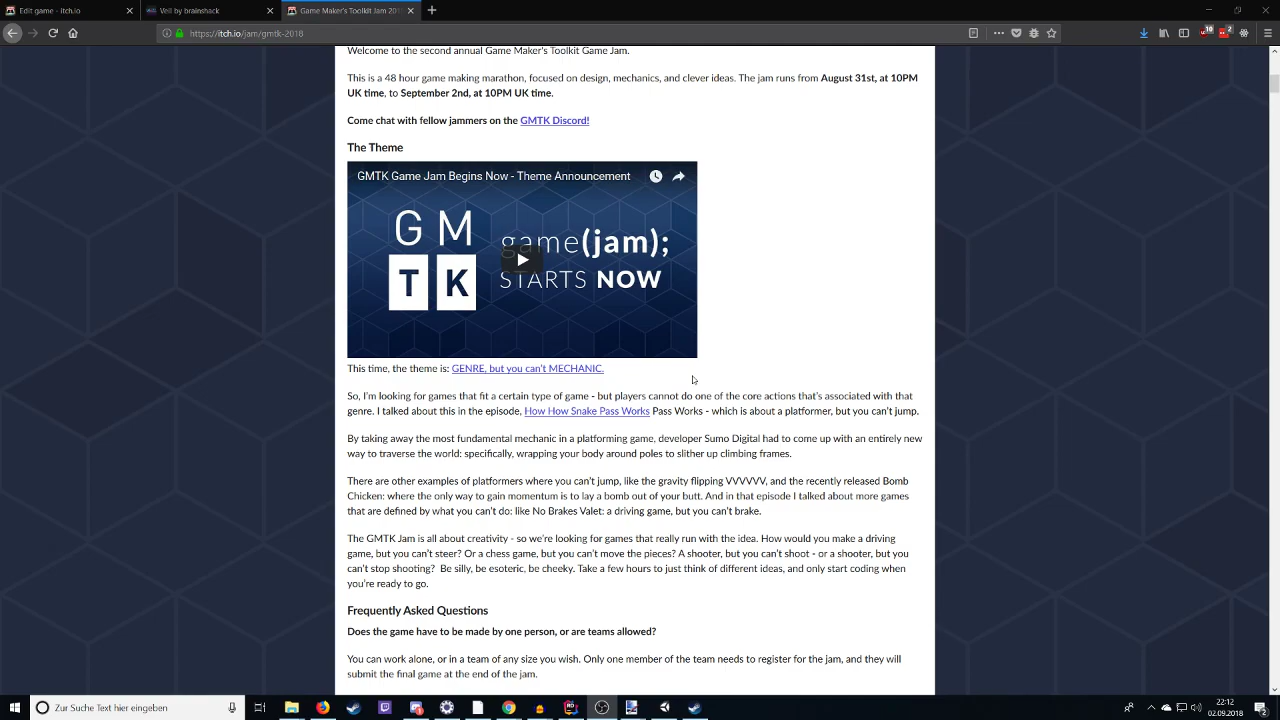 Edit game - itch.io
Veil by brainshack
Game Maker's Toolkit Jam 201
https://itch.io/jam/gmtk-2018
Welcome to the second annual Game Maker's Toolkit Game Jam.
This is a 48 hour game making marathon, focused on design, mechanics, and clever ideas. The jam runs from August 31st, at 10PM
UK time, to September 2nd, at 10PM UK time.
Come chat with fellow jammers on the GMTK Discord!
The Theme
GMTK Game Jam Begins Now - Theme Announcement
G M
T K
game(jam);
STARTS NOW
This time, the theme is: GENRE, but you can't MECHANIC.
So, I'm looking for games that fit a certain type of game - but players cannot do one of the core actions that's associated with that
genre. I talked about this in the episode, How How Snake Pass Works Pass Works - which is about a platformer, but you can't jump.
By taking away the most fundamental mechanic in a platforming game, developer Sumo Digital had to come up with an entirely new
way to traverse the world: specifically, wrapping your body around poles to slither up climbing frames.
There are other examples of platformers where you can't jump, like the gravity flipping VVVVVV, and the recently released Bomb
Chicken: where the only way to gain momentum is to lay a bomb out of your butt. And in that episode I talked about more games
that are defined by what you can't do: like No Brakes Valet: a driving game, but you can't brake.
The GMTK Jam is all about creativity - so we're looking for games that really run with the idea. How would you make a driving
game, but you can't steer? Or a chess game, but you can't move the pieces? A shooter, but you can't shoot - or a shooter, but you
can't stop shooting? Be silly, be esoteric, be cheeky. Take a few hours to just think of different ideas, and only start coding when
you're ready to go.
Frequently Asked Questions
Does the game have to be made by one person, or are teams allowed?
You can work alone, or in a team of any size you wish. Only one member of the team needs to register for the jam, and they will
submit the final game at the end of the jam.
Zur Suche Text hier eingeben
22:12
02.09.2018